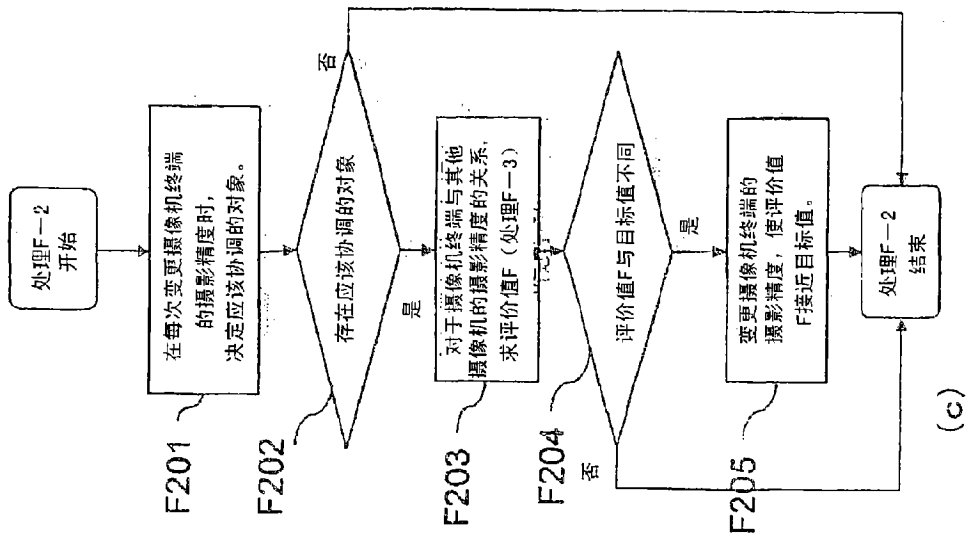 处理F—2
开始
F201
在每次变更摄像机终端
的摄影精度时，
决定应该协调的对象。
F202
存在应该协调的对象
否
是
F203
对于摄像机终端与其他
摄像机的摄影精度的关系，
求评价值F（处理F—3）
F204
评价值F与目标值不同
否
是
F205
变更摄像机终端的
摄影精度，使评价值
F接近目标值。
处理F—2
结束
(c)